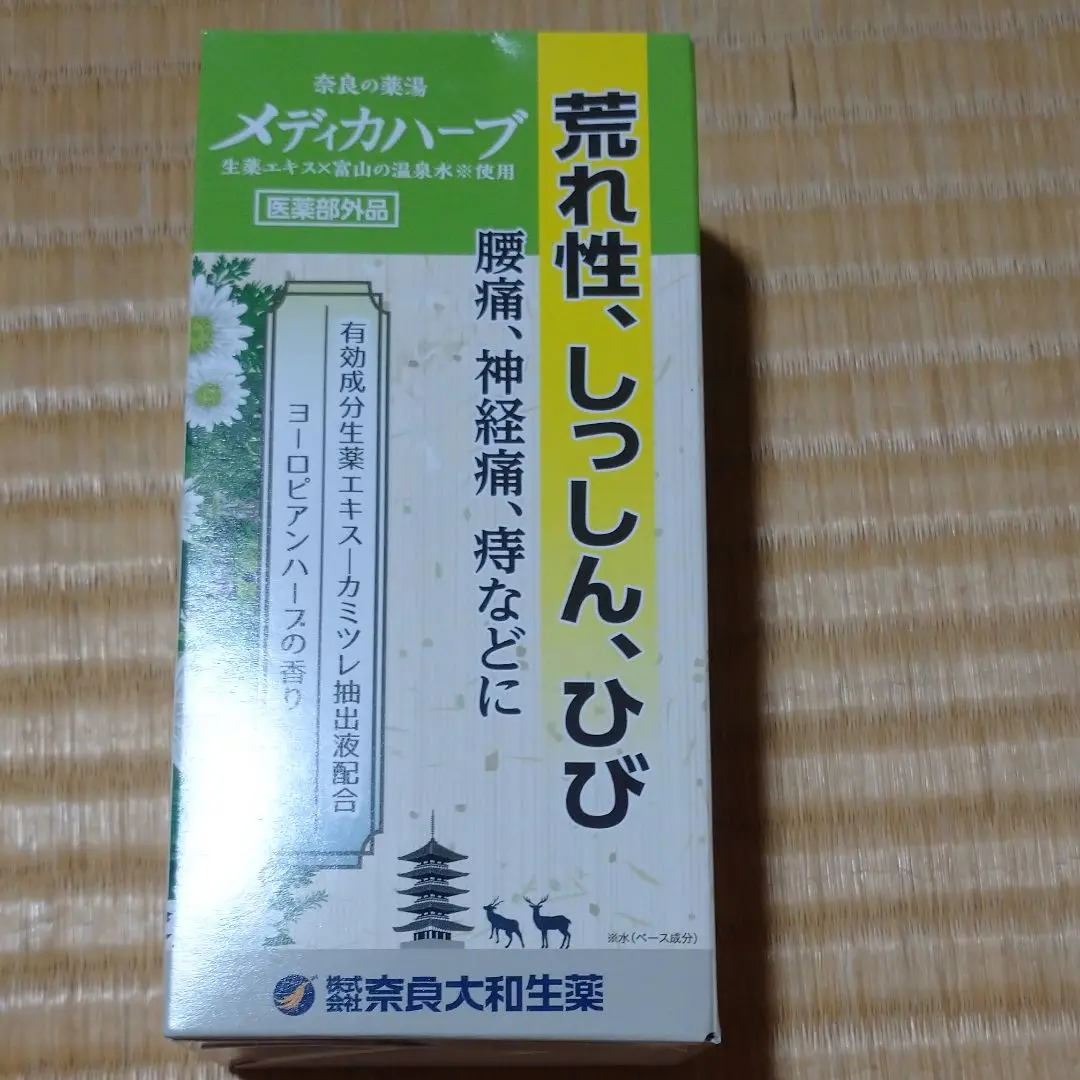 奈良の薬湯
メディカハーブ
生薬エキス×富山の温泉水※使用
医薬部外品
荒れ性、しっしん、ひび
腰痛、神経痛、痔などに
有効成分生薬エキスーカミツレ抽出液配合
ヨーロピアンハーブの香り
※水(ベース成分)
株式会社奈良大和生薬